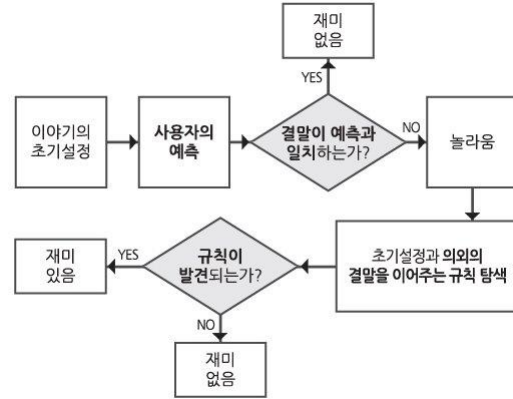 재미
없음
YES
이야기의
초기설정
사용자의
예측
결말이 예측과
일치하는가?
NO
놀라움
재미
있음
YES
규칙이
발견되는가?
초기설정과 의외의
결말을 이어주는 규칙 탐색
NO
재미
없음